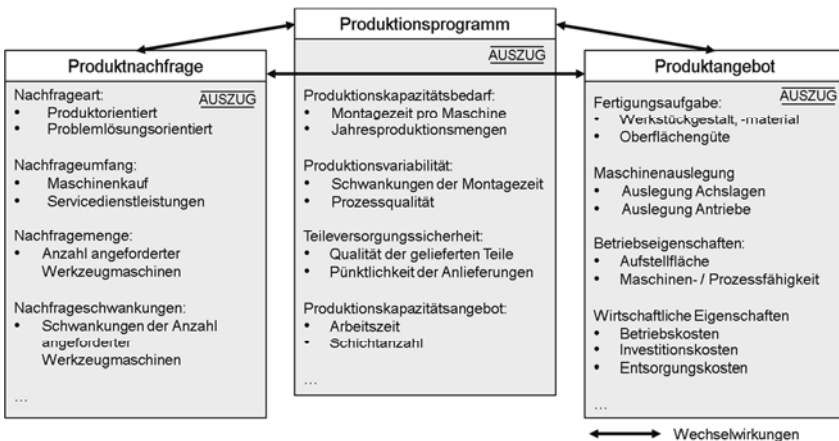 Produktionsprogramm
AUSZUG
Produktionskapazitätsbedarf:
• Montagezeit pro Maschine
• Jahresproduktionsmengen
Produktionsvariabilität:
• Schwankungen der Montagezeit
• Prozessqualität
Teileversorgungssicherheit:
• Qualität der gelieferten Teile
• Pünktlichkeit der Anlieferungen
Produktionskapazitätsangebot:
• Arbeitszeit
• Schichtanzahl
...
Produktnachfrage
AUSZUG
Nachfrageart:
• Produktorientiert
• Problemlösungsorientiert
Nachfrageumfang:
• Maschinenkauf
• Servicedienstleistungen
Nachfragemenge:
• Anzahl angeforderter
Werkzeugmaschinen
Nachfrageschwankungen:
• Schwankungen der Anzahl
angeforderter
Werkzeugmaschinen
...
Produktangebot
AUSZUG
Fertigungsaufgabe:
• Werkstückgestalt, -material
• Oberflächengüte
Maschinenauslegung
• Auslegung Achslagen
• Auslegung Antriebe
Betriebseigenschaften:
• Aufstellfläche
• Maschinen- / Prozessfähigkeit
Wirtschaftliche Eigenschaften
• Betriebskosten
• Investitionskosten
• Entsorgungskosten
...
Wechselwirkungen